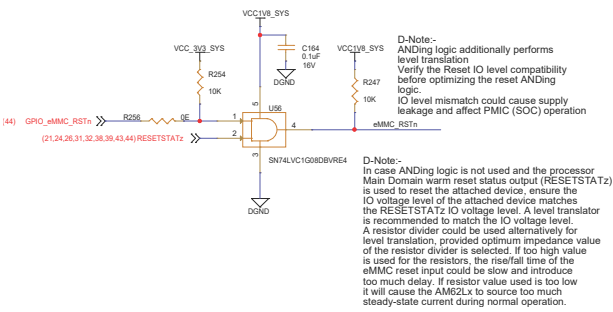 VCC1V8_SYS
VCC_3V3_SYS
C164
0.1uF
16V
VCC1V8_SYS
DGND
R254
10K
R247
10K
D-Note:-
ANDing logic additionally performs
level translation
Verify the Reset IO level compatibility
before optimizing the reset ANDing
logic.
IO level mismatch could cause supply
leakage and affect PMIC (SOC) operation
44) GPIO_eMMC_RSTn
R256
0E
5
U56
1
2
4
3
eMMC_RSTn
(21,24,26,31,32,38,39,43,44) RESETSTATz
SN74LVC1G08DBVRE4
DGND
D-Note:-
In case ANDing logic is not used and the processor
Main Domain warm reset status output (RESETSTATz)
is used to reset the attached device, ensure the
IO voltage level of the attached device matches
the RESETSTATz IO voltage level. A level translator
is recommended to match the IO voltage level.
A resistor divider could be used alternatively for
level translation, provided optimum impedance value
of the resistor divider is selected. If too high value
is used for the resistors, the rise/fall time of the
eMMC reset input could be slow and introduce
too much delay. If resistor value used is too low
it will cause the AM62Lx to source too much
steady-state current during normal operation.